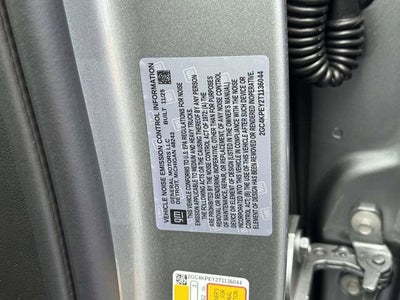 VEHICLE NOISE EMISSION CONTROL INFORMATION
GENERAL MOTORS LLC BUILT 11/25
DETROIT, MICHIGAN 48243
gm
THIS VEHICLE CONFORMS TO U.S. EPA REGULATIONS FOR NOISE
EMISSION APPLICABLE TO MEDIUM AND HEAVY TRUCKS.
THE FOLLOWING ACTS OR THE CAUSING THEREOF BY ANY PERSON
ARE PROHIBITED BY THE NOISE CONTROL ACT OF 1972: (A) THE
REMOVAL OR RENDERING INOPERATIVE, OTHER THAN FOR PURPOSES
OF MAINTENANCE, REPAIR, OR REPLACEMENT, OF ANY NOISE CONTROL
DEVICE OR ELEMENT OF DESIGN (LISTED IN THE OWNER'S MANUAL)
INCORPORATED INTO THIS VEHICLE IN COMPLIANCE WITH THE NOISE
CONTROL ACT; (B) THE USE OF THIS VEHICLE AFTER SUCH DEVICE OR
ELEMENT OF DESIGN HAS BEEN REMOVED OR RENDERED INOPERATIVE.
2GC4KPEY2T1136044
2GC4KPEY2T1136044